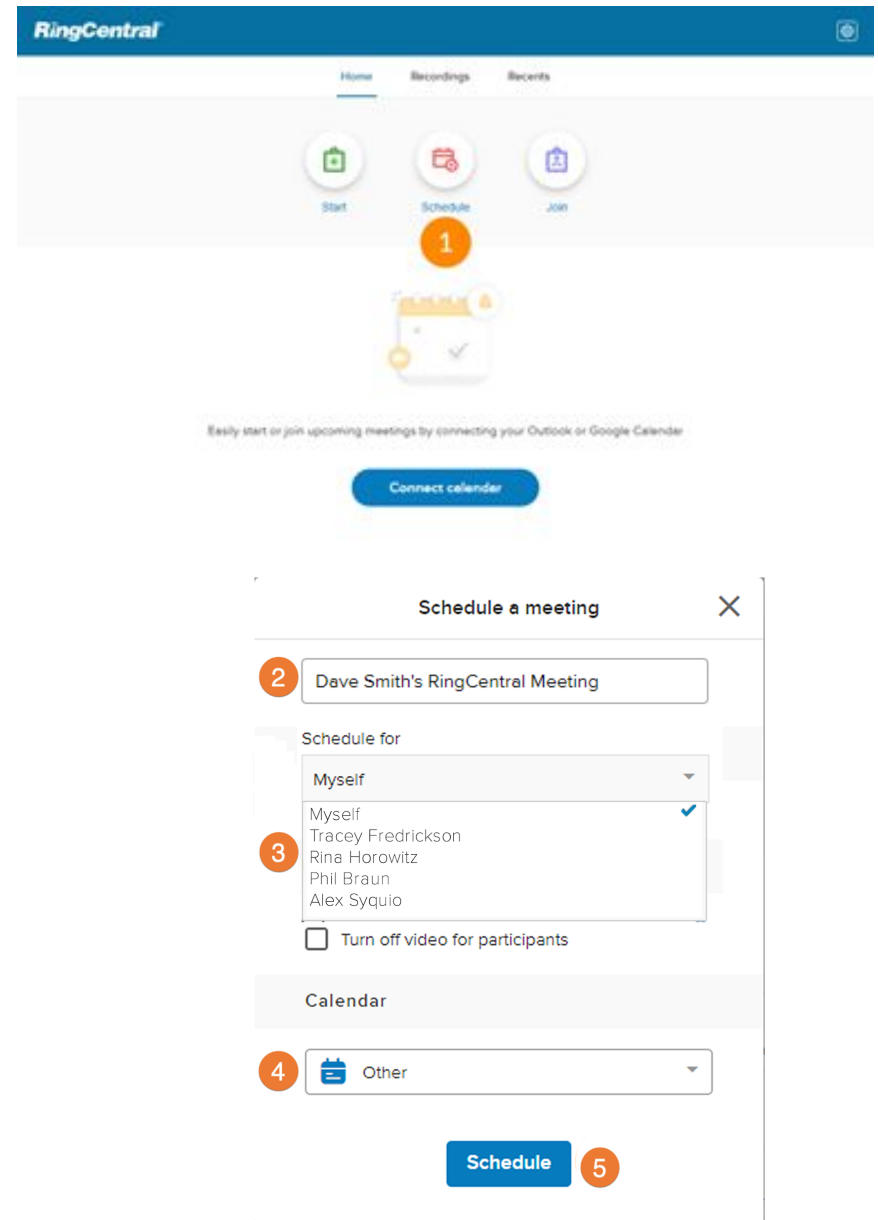 RingCentral
Home Recordings Recents
Start Schedule Join
1
Easily start or join upcoming meetings by connecting your Outlook or Google Calendar
Connect calendar
Schedule a meeting
2 Dave Smith's RingCentral Meeting
Schedule for
Myself
Myself
Tracey Fredrickson
3
Rina Horowitz
Phil Braun
Alex Syquio
Turn off video for participants
Calendar
4 Other
Schedule 5